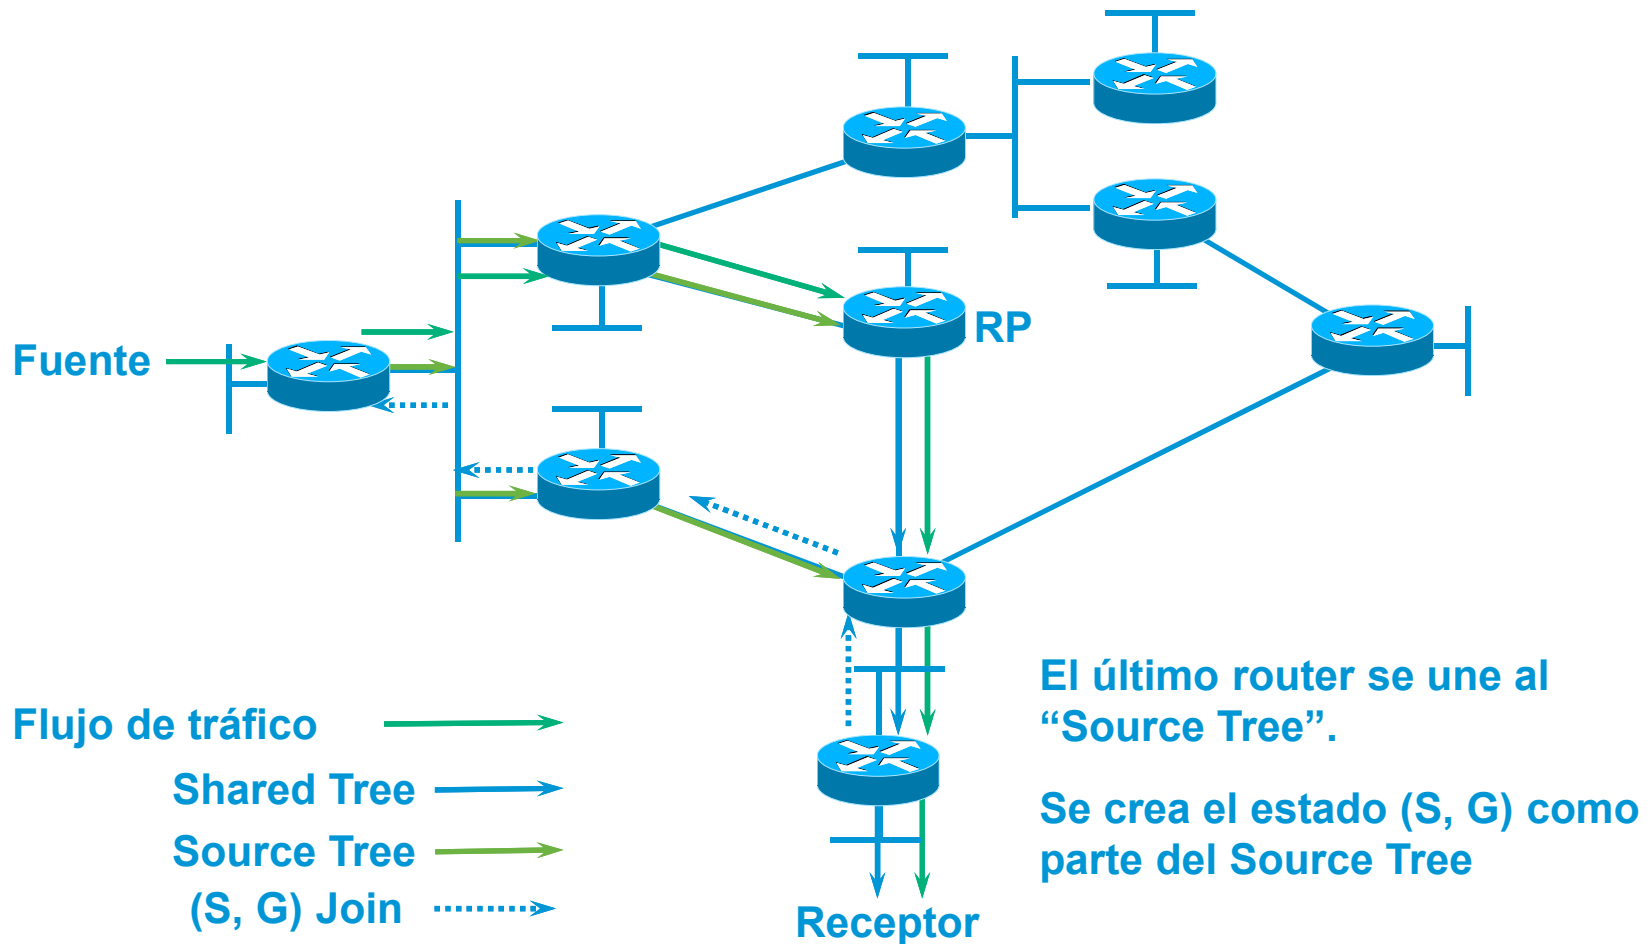 RP
Fuente
El último router se une al
“Source Tree”.
Flujo de tráfico
Shared Tree
Se crea el estado (S, G) como
parte del Source Tree
Source Tree
(S, G) Join
Receptor